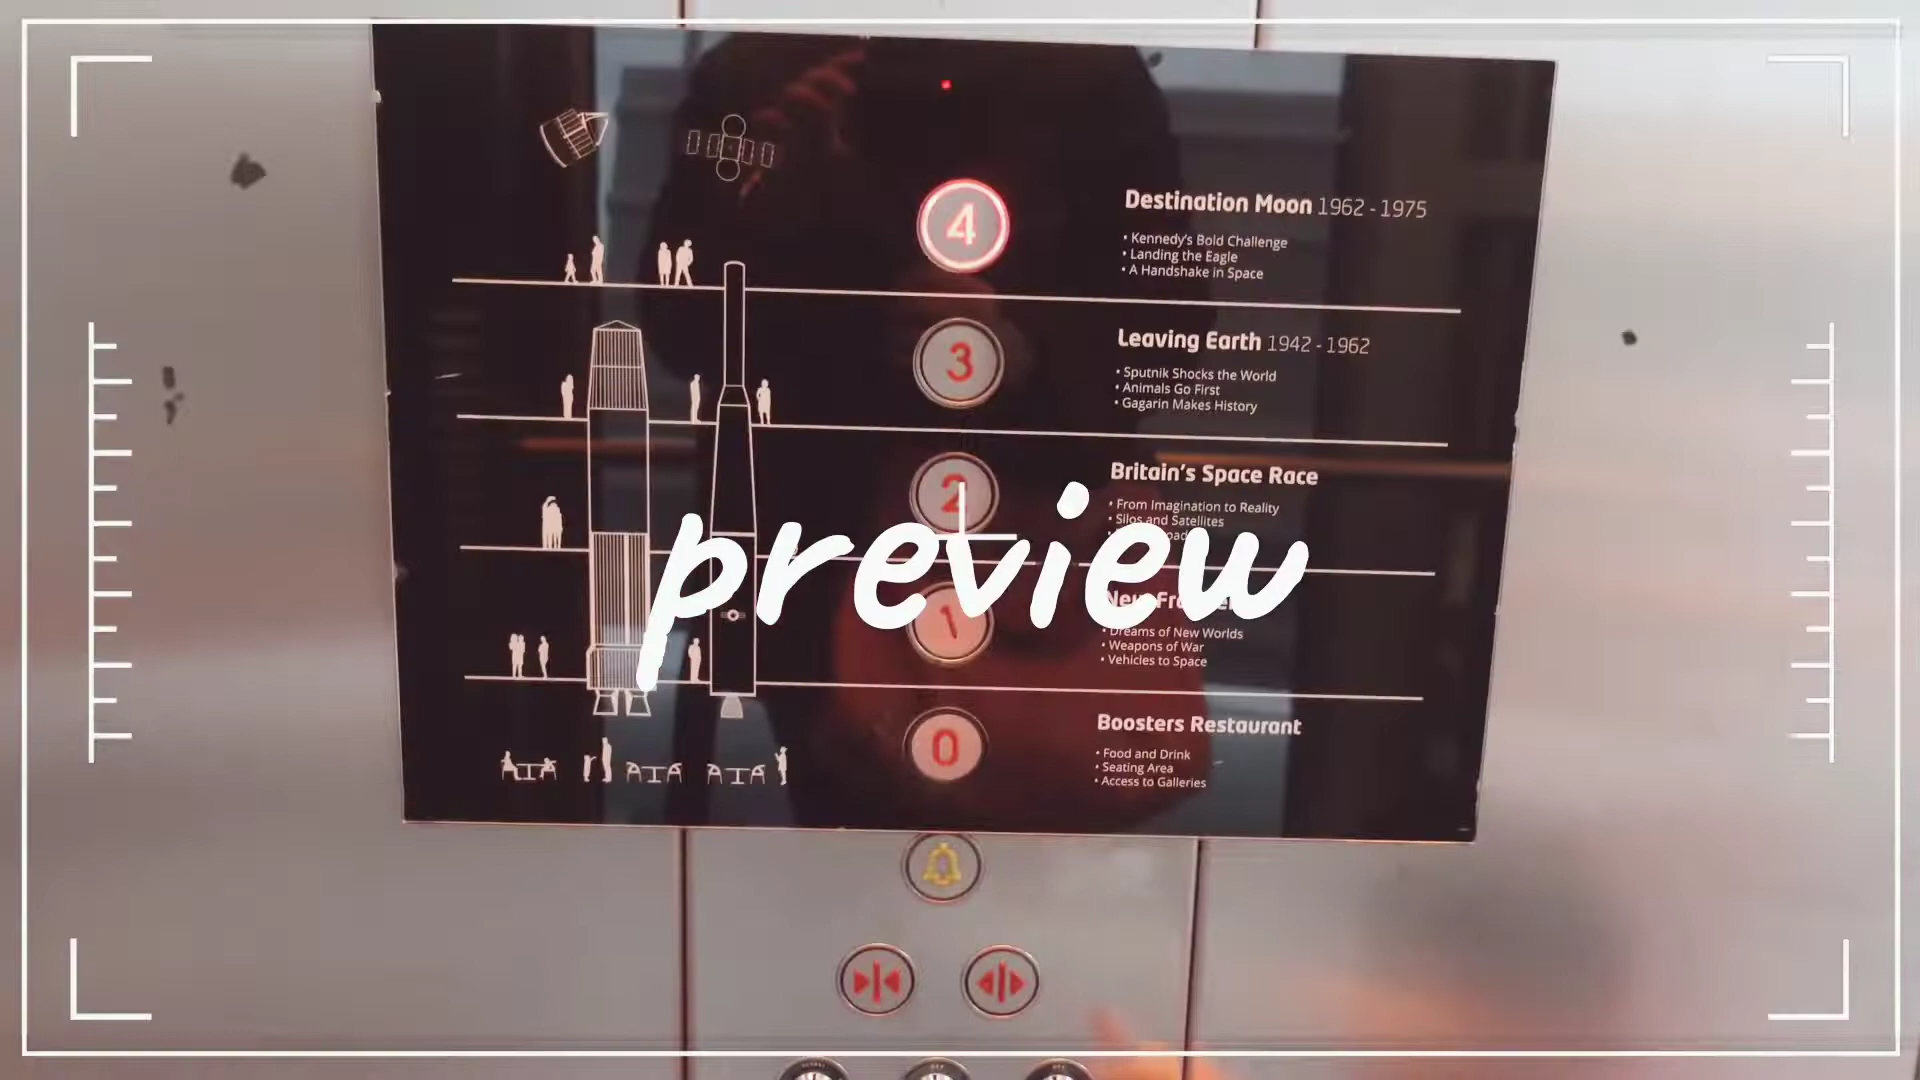 4
Destination Moon 1962 - 1975
• Kennedy's Bold Challenge
• Landing the Eagle
• A Handshake in Space
3
Leaving Earth 1942 - 1962
• Sputnik Shocks the World
• Animals Go First
• Gagarin Makes History
2
Britain's Space Race
• From Imagination to Reality
• Silos and Satellites
preview
1
New
• Dreams of New Worlds
• Weapons of War
• Vehicles to Space
0
Boosters Restaurant
• Food and Drink
• Seating Area
• Access to Galleries